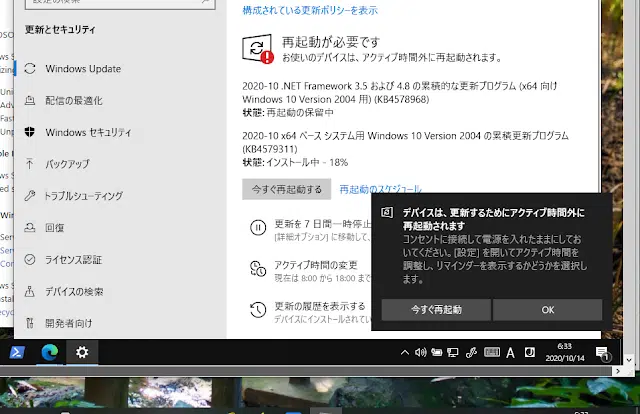 設定の検索
構成されている更新ポリシーを表示
更新とセキュリティ
再起動が必要です
お使いのデバイスは、アクティブ時間外に再起動されます。
Windows Update
配信の最適化
Windows セキュリティ
バックアップ
トラブルシューティング
回復
ライセンス認証
デバイスの検索
開発者向け
2020-10 .NET Framework 3.5 および 4.8 の累積的な更新プログラム (x64 向け
Windows 10 Version 2004 用) (KB4578968)
状態: 再起動の保留中
2020-10 x64 ベース システム用 Windows 10 Version 2004 の累積更新プログラム
(KB4579311)
状態: インストール中 - 18%
今すぐ再起動する
再起動のスケジュール
更新を 7 日間一時停止
[詳細オプション] に移動して、
アクティブ時間の変更
現在は 8:00 から 18:00 まで
更新の履歴を表示する
デバイスにインストールされてい
デバイスは、更新するためにアクティブ時間外に
再起動されます
コンセントに接続して電源を入れたままにしてお
いてください。[設定] を開いてアクティブ時間を
調整し、リマインダーを表示するかどうかを選択し
ます。
今すぐ再起動
OK
A
6:33
2020/10/14
1